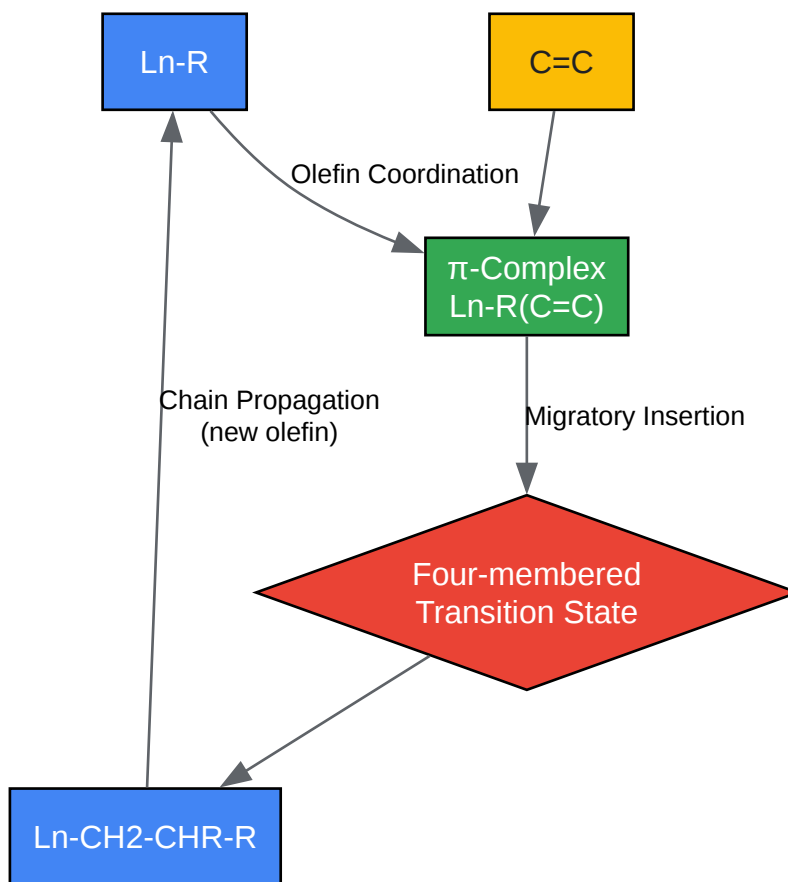 Ln-R
C=C
Olefin Coordination
π-Complex
Ln-R(C=C)
Chain Propagation
(new olefin)
Migratory Insertion
Four-membered
Transition State
Ln-CH2-CHR-R